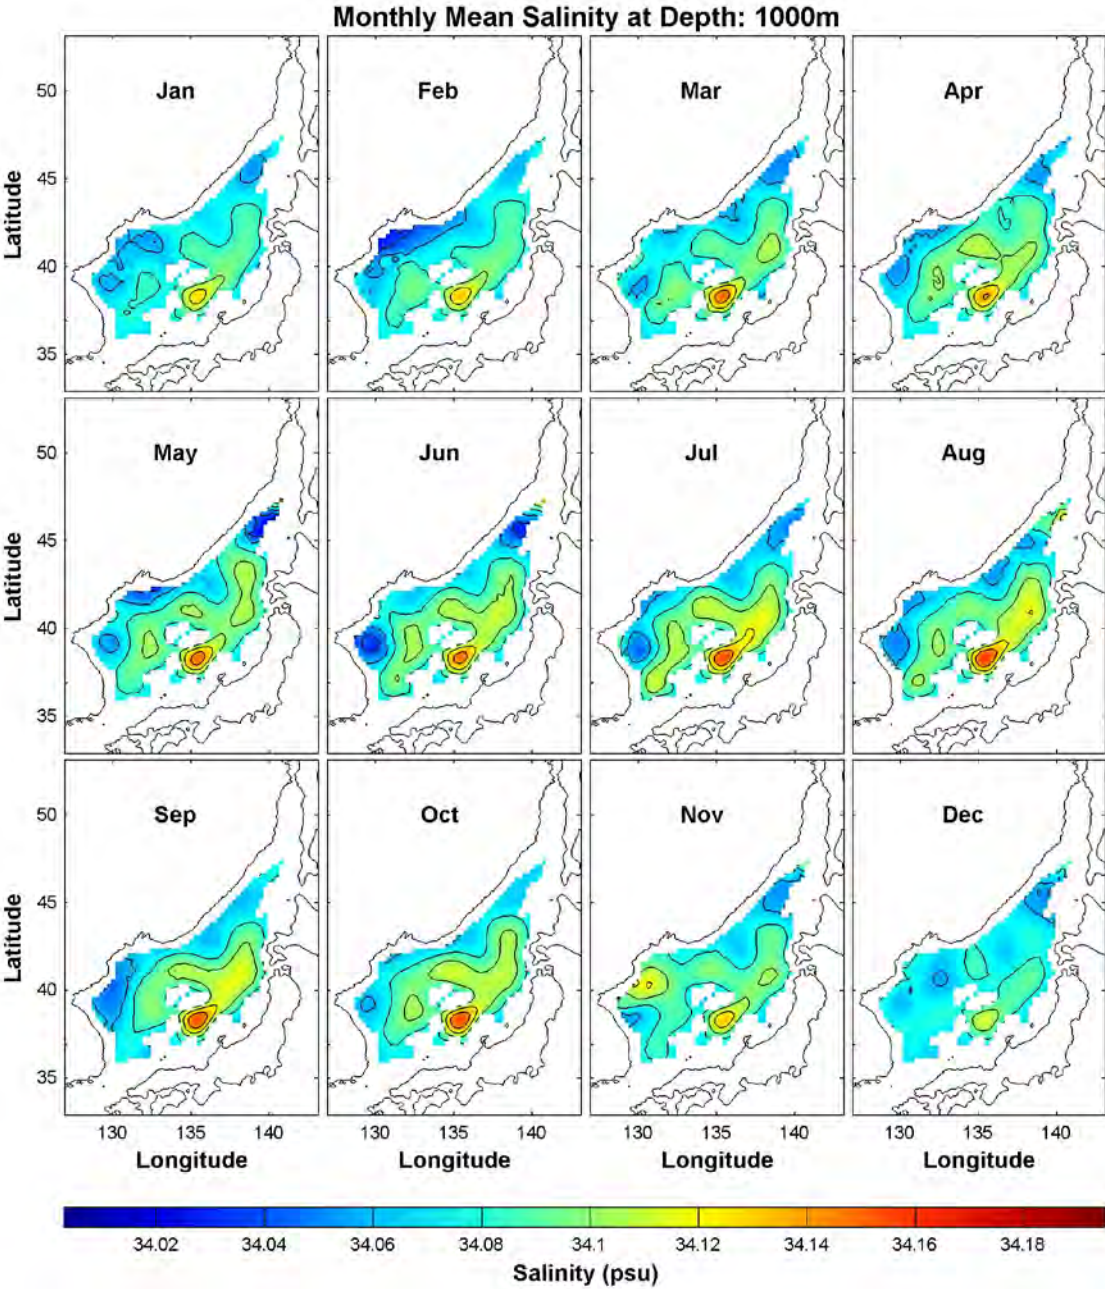 Monthly Mean Salinity at Depth: 1000m
Jan
Feb
Mar
Apr
50
45
40
35
Latitude
May
Jun
Jul
Aug
50
45
40
35
Latitude
Sep
Oct
Nov
Dec
50
45
40
35
Latitude
130 135 140
130 135 140
130 135 140
130 135 140
Longitude
Longitude
Longitude
Longitude
34.02 34.04 34.06 34.08 34.1 34.12 34.14 34.16 34.18
Salinity (psu)